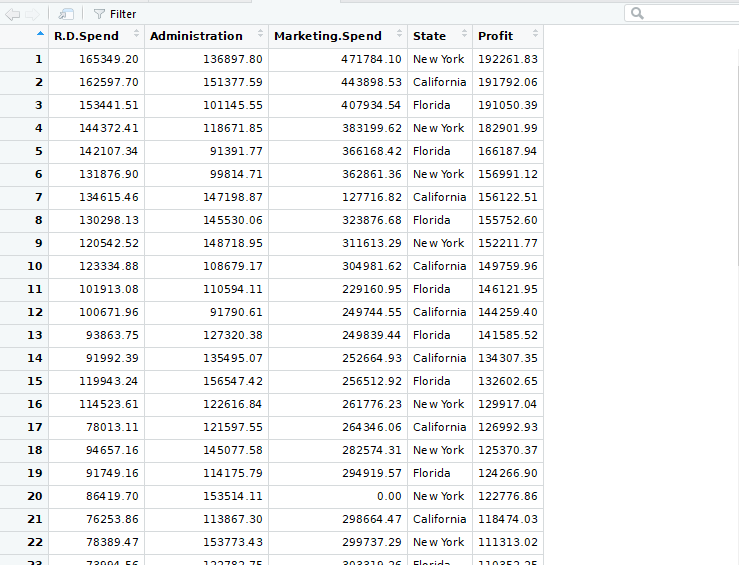 Filter
R.D.Spend Administration Marketing.Spend State Profit
1 165349.20 136897.80 471784.10 New York 192261.83
2 162597.70 151377.59 443898.53 California 191792.06
3 153441.51 101145.55 407934.54 Florida 191050.39
4 144372.41 118671.85 383199.62 New York 182901.99
5 142107.34 91391.77 366168.42 Florida 166187.94
6 131876.90 99814.71 362861.36 New York 156991.12
7 134615.46 147198.87 127716.82 California 156122.51
8 130298.13 145530.06 323876.68 Florida 155752.60
9 120542.52 148718.95 311613.29 New York 152211.77
10 123334.88 108679.17 304981.62 California 149759.96
11 101913.08 110594.11 229160.95 Florida 146121.95
12 100671.96 91790.61 249744.55 California 144259.40
13 93863.75 127320.38 249839.44 Florida 141585.52
14 91992.39 135495.07 252664.93 California 134307.35
15 119943.24 156547.42 256512.92 Florida 132602.65
16 114523.61 122616.84 261776.23 New York 129917.04
17 78013.11 121597.55 264346.06 California 126992.93
18 94657.16 145077.58 282574.31 New York 125370.37
19 91749.16 114175.79 294919.57 Florida 124266.90
20 86419.70 153514.11 0.00 New York 122776.86
21 76253.86 113867.30 298664.47 California 118474.03
22 78389.47 153773.43 299737.29 New York 111313.02
23 73994.56 122782.75 303319.26 Florida 110352.25